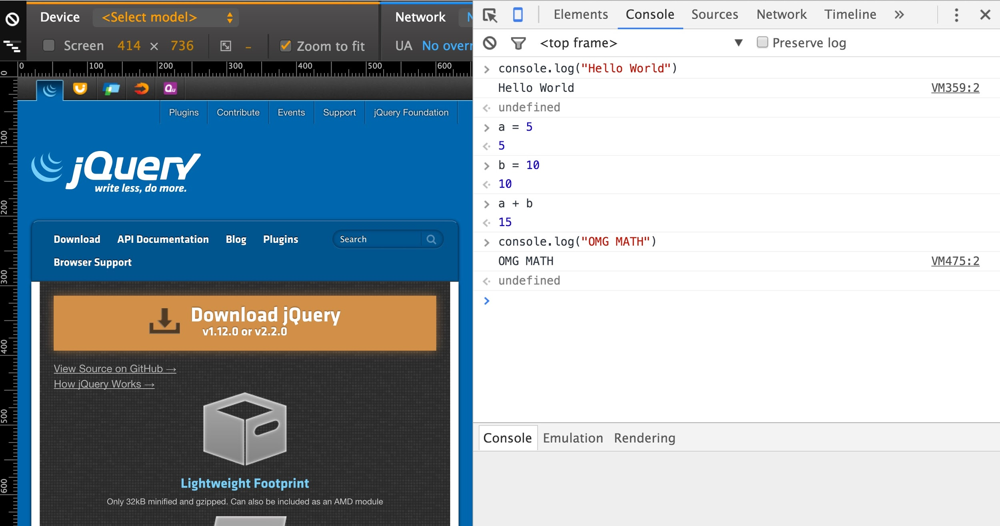 Device <Select model> Network
Screen 414 × 736 – Zoom to fit UA No overr
0 100 200 300 400 500 600
0
100
200
300
400
500
600
Qu
Plugins Contribute Events Support jQuery Foundation
jQuery
write less, do more.
Download API Documentation Blog Plugins Search
Browser Support
Download jQuery
v1.12.0 or v2.2.0
View Source on GitHub →
How jQuery Works →
Lightweight Footprint
Only 32kB minified and gzipped. Can also be included as an AMD module
Elements Console Sources Network Timeline »
<top frame> ▼ Preserve log
> console.log("Hello World")
Hello World VM359:2
undefined
> a = 5
5
> b = 10
10
> a + b
15
> console.log("OMG MATH")
OMG MATH VM475:2
undefined
>
Console Emulation Rendering